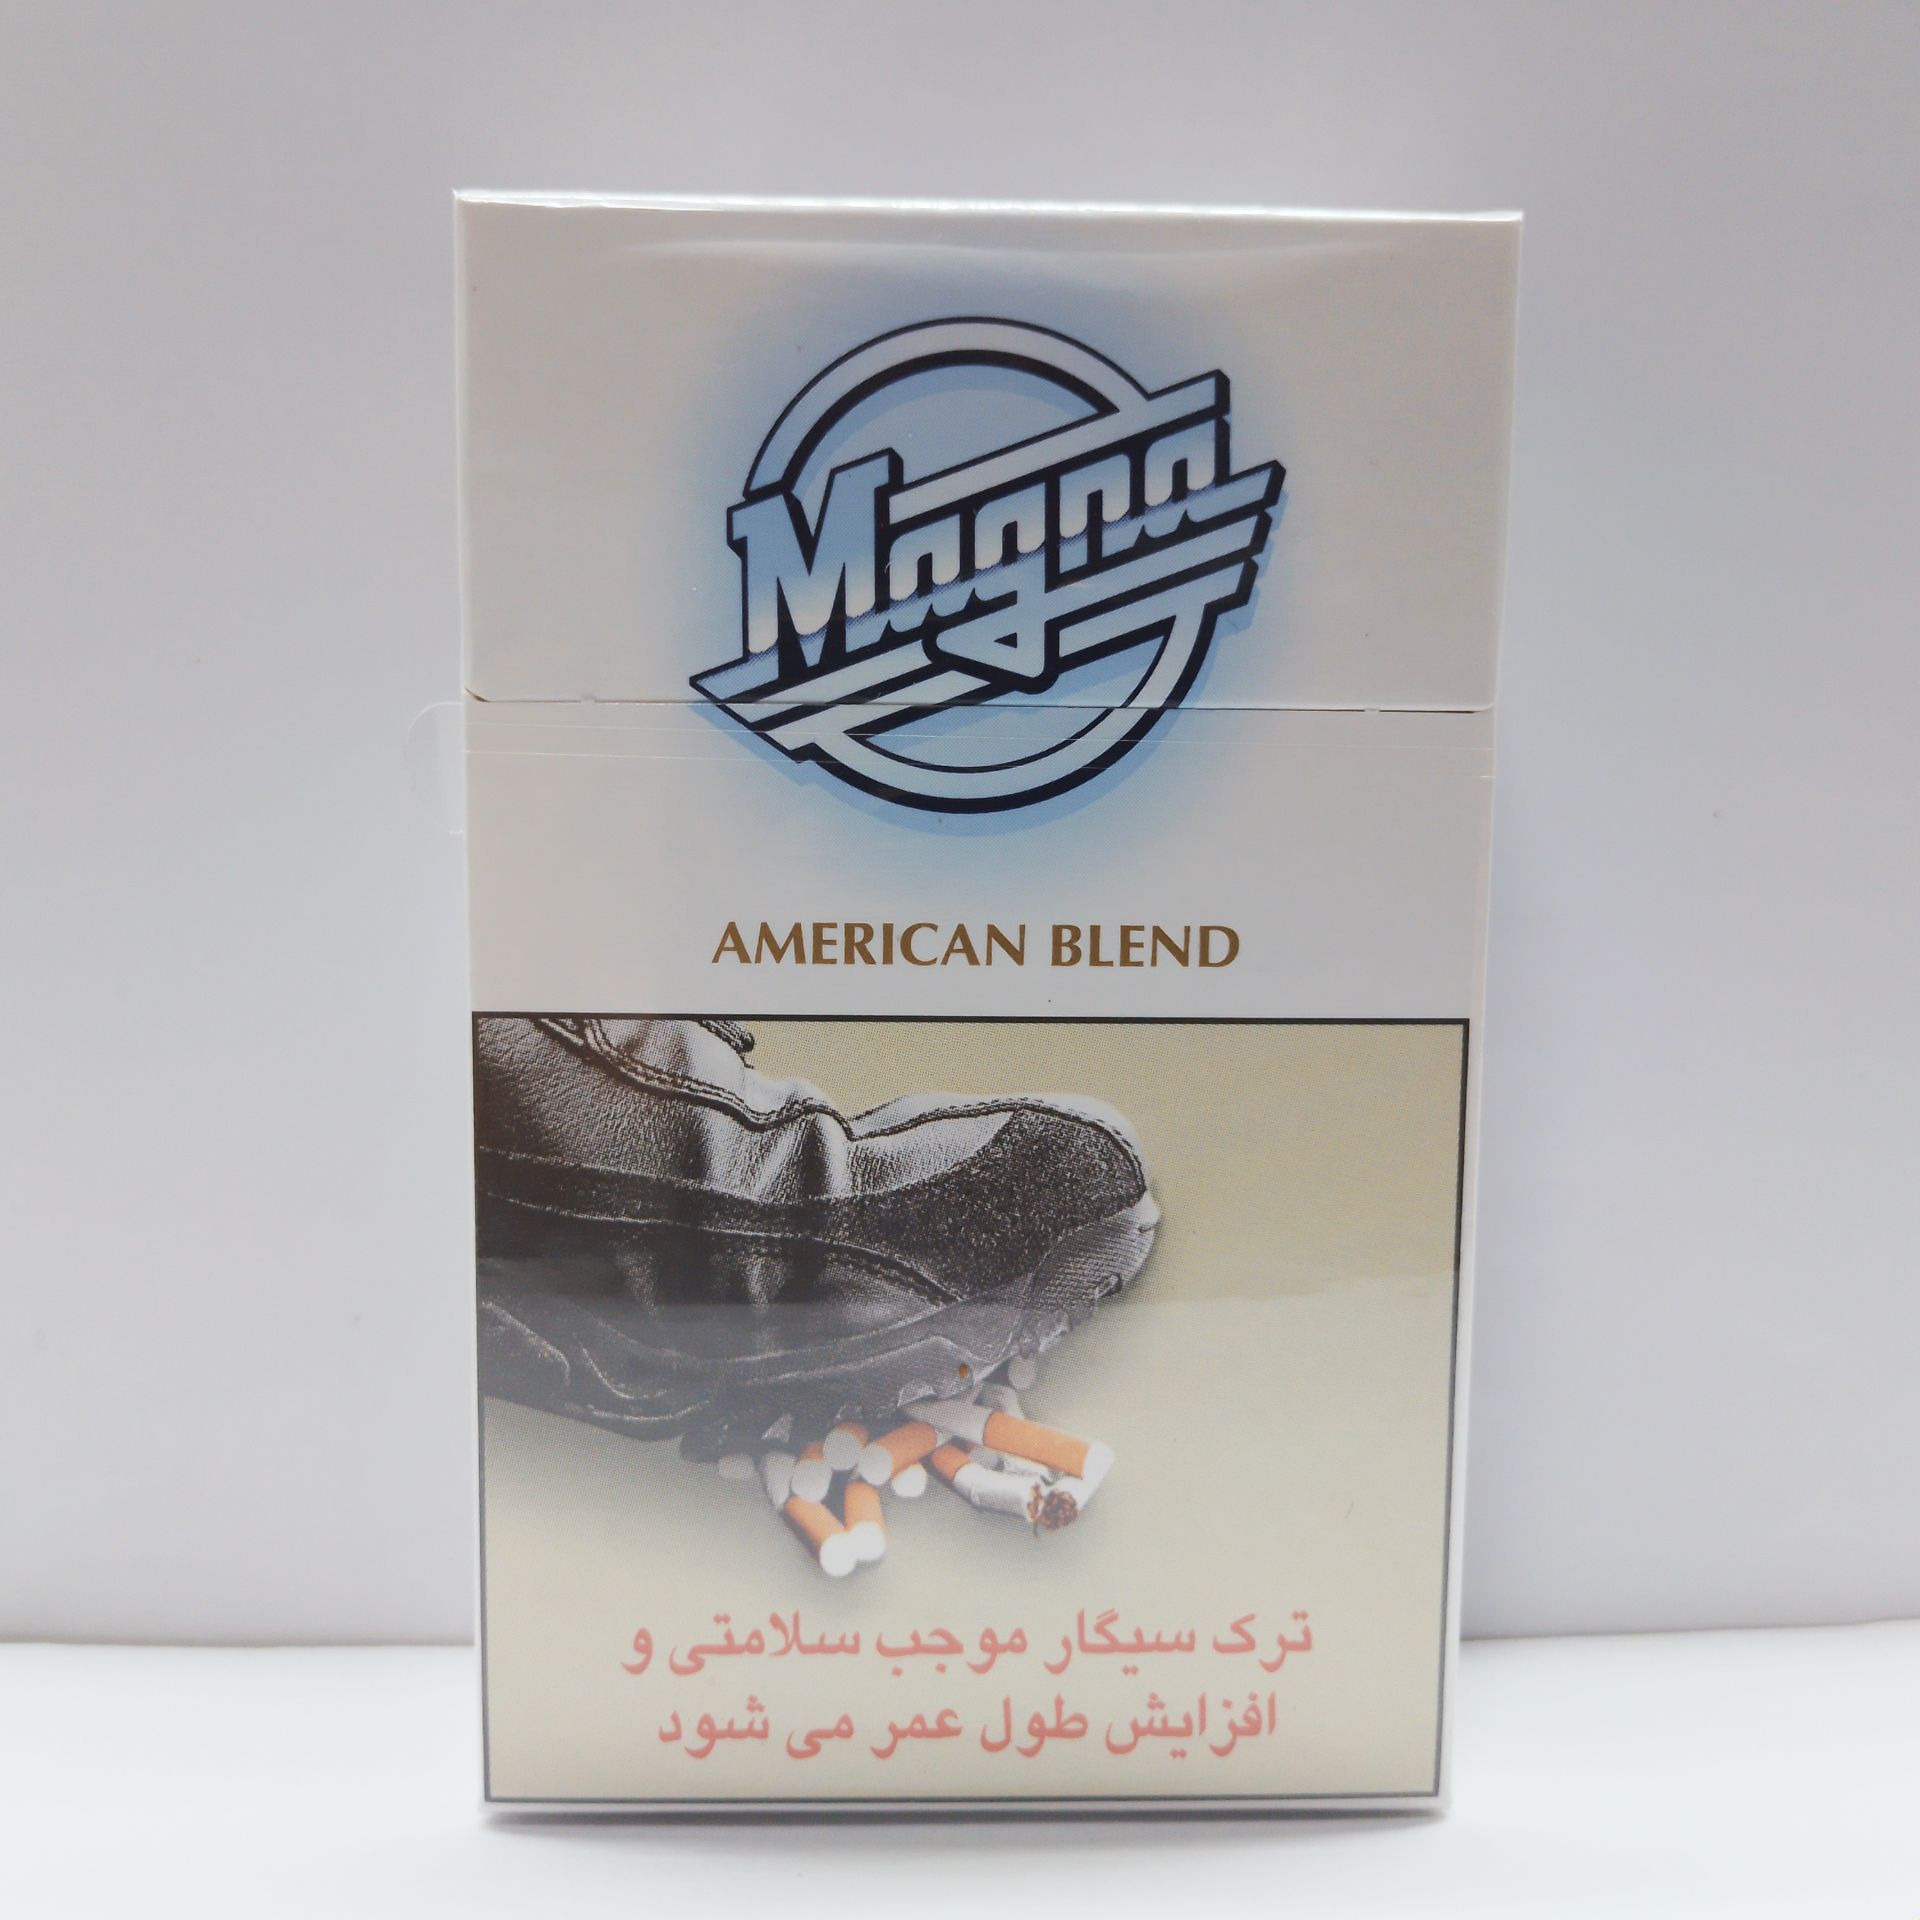 Magna
AMERICAN BLEND
ترک سیگار موجب سلامتی و
افزایش طول عمر می شود